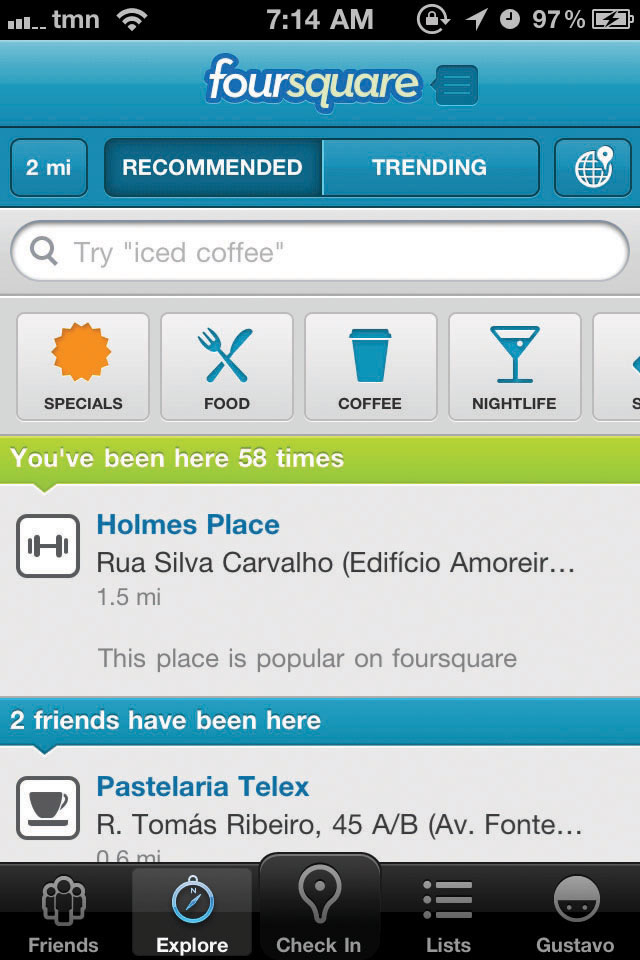 tmn 7:14 AM 97%
foursquare
2 mi RECOMMENDED TRENDING
Try "iced coffee"
SPECIALS FOOD COFFEE NIGHTLIFE S
You've been here 58 times
Holmes Place
Rua Silva Carvalho (Edifício Amoreir...
1.5 mi
This place is popular on foursquare
2 friends have been here
Pastelaria Telex
R. Tomás Ribeiro, 45 A/B (Av. Fonte...
0.6 mi
N
Friends Explore Check In Lists Gustavo